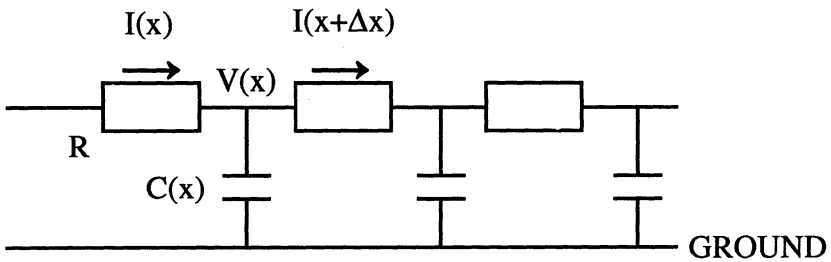 I(x)
I(x+Δx)
V(x)
R
C(x)
GROUND